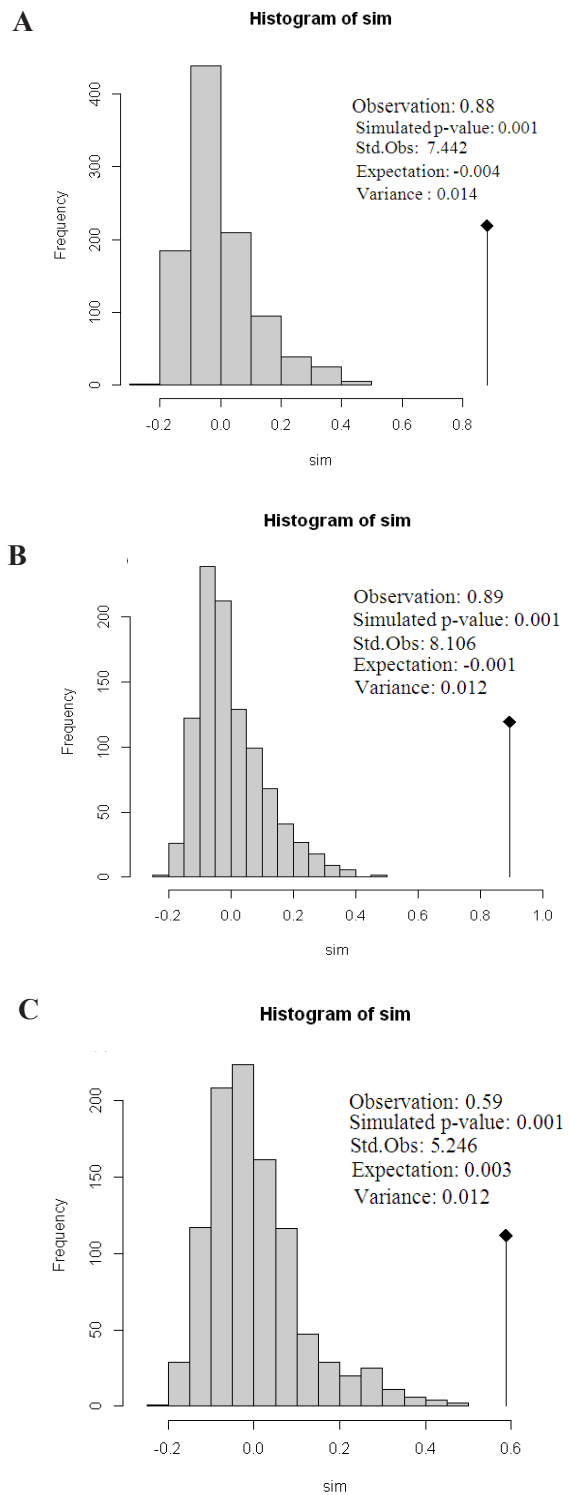 A
Histogram of sim
Observation: 0.88
Simulated p-value: 0.001
Std.Obs: 7.442
Expectation: -0.004
Variance : 0.014
Frequency
400
300
200
100
0
-0.2 0.0 0.2 0.4 0.6 0.8
sim
Histogram of sim
B
Observation: 0.89
Simulated p-value: 0.001
Std.Obs: 8.106
Expectation: -0.001
Variance: 0.012
Frequency
200
150
100
50
0
-0.2 0.0 0.2 0.4 0.6 0.8 1.0
sim
C
Histogram of sim
Observation: 0.59
Simulated p-value: 0.001
Std.Obs: 5.246
Expectation: 0.003
Variance: 0.012
Frequency
200
150
100
50
0
-0.2 0.0 0.2 0.4 0.6
sim